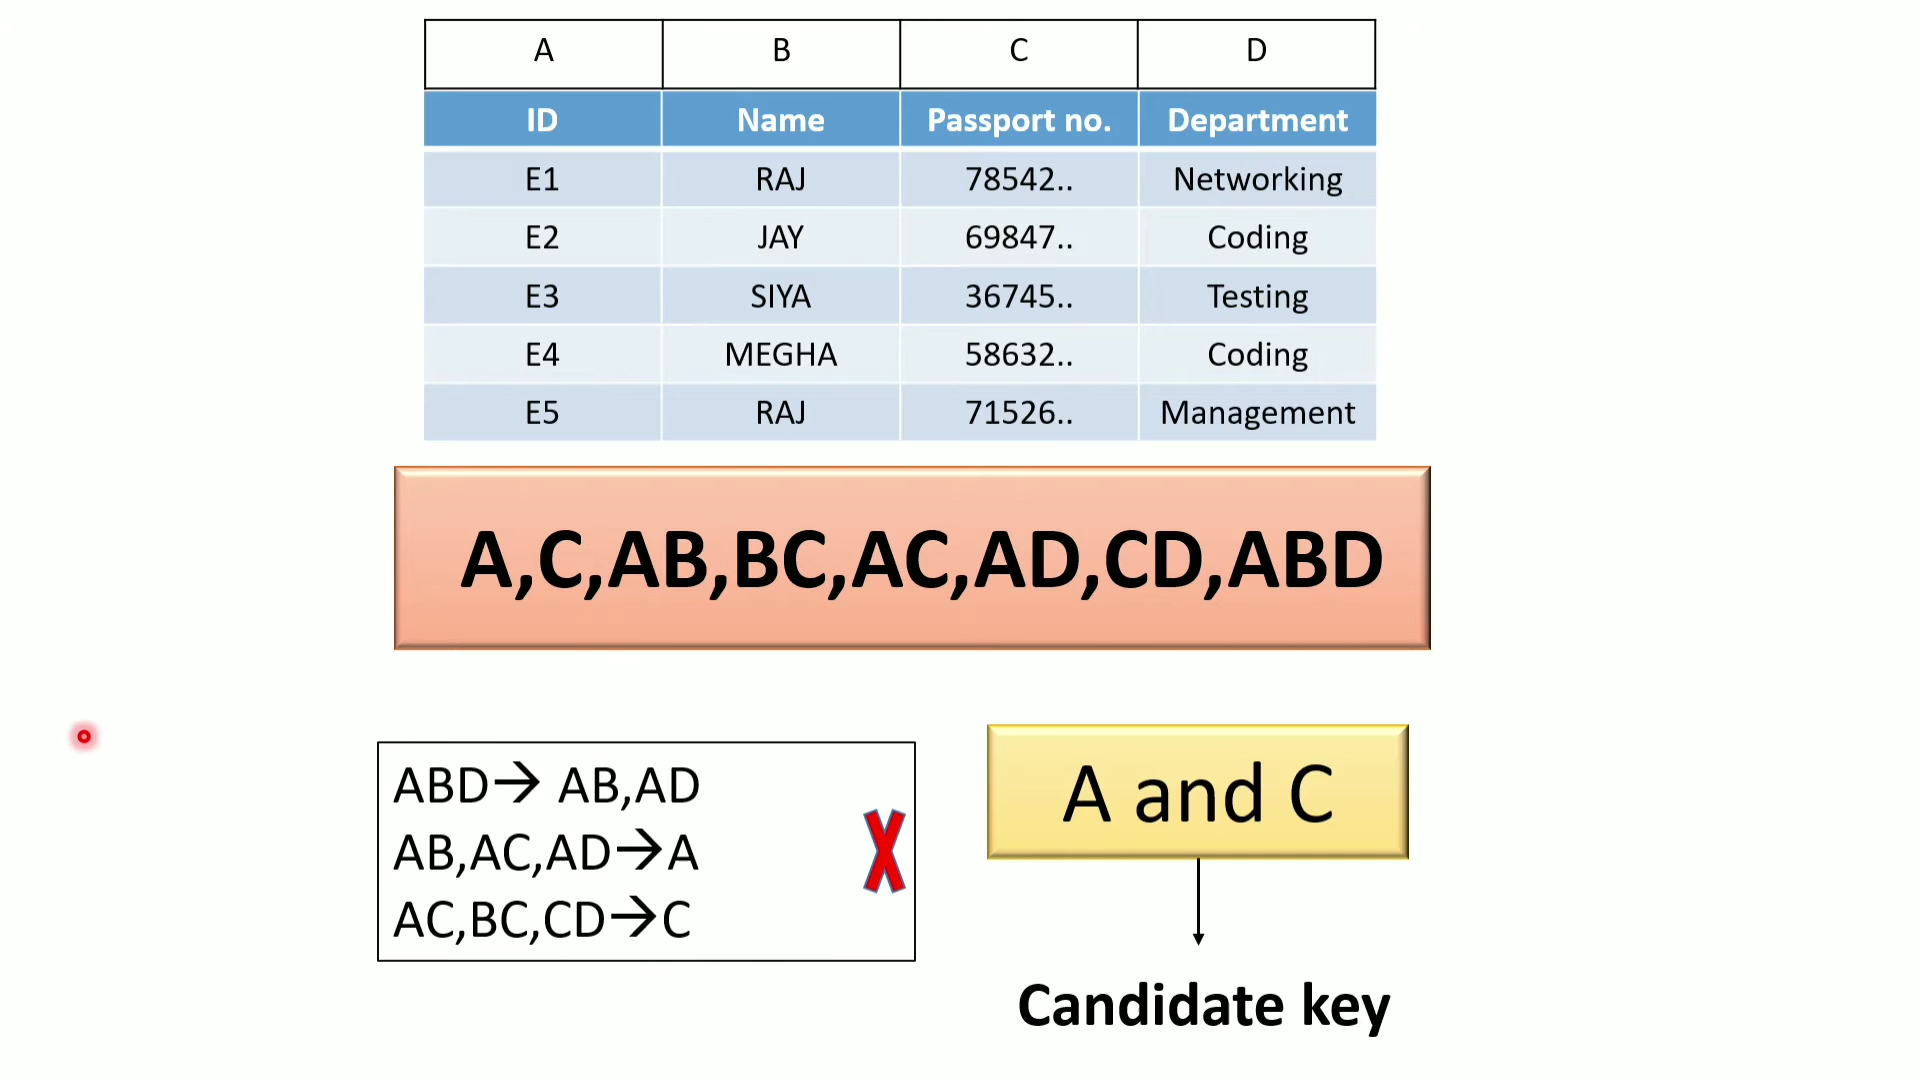 A B C D
ID Name Passport no. Department
E1 RAJ 78542.. Networking
E2 JAY 69847.. Coding
E3 SIYA 36745.. Testing
E4 MEGHA 58632.. Coding
E5 RAJ 71526.. Management
A,C,AB,BC,AC,AD,CD,ABD
ABD→ AB,AD
AB,AC,AD→A
AC,BC,CD→C
A and C
Candidate key